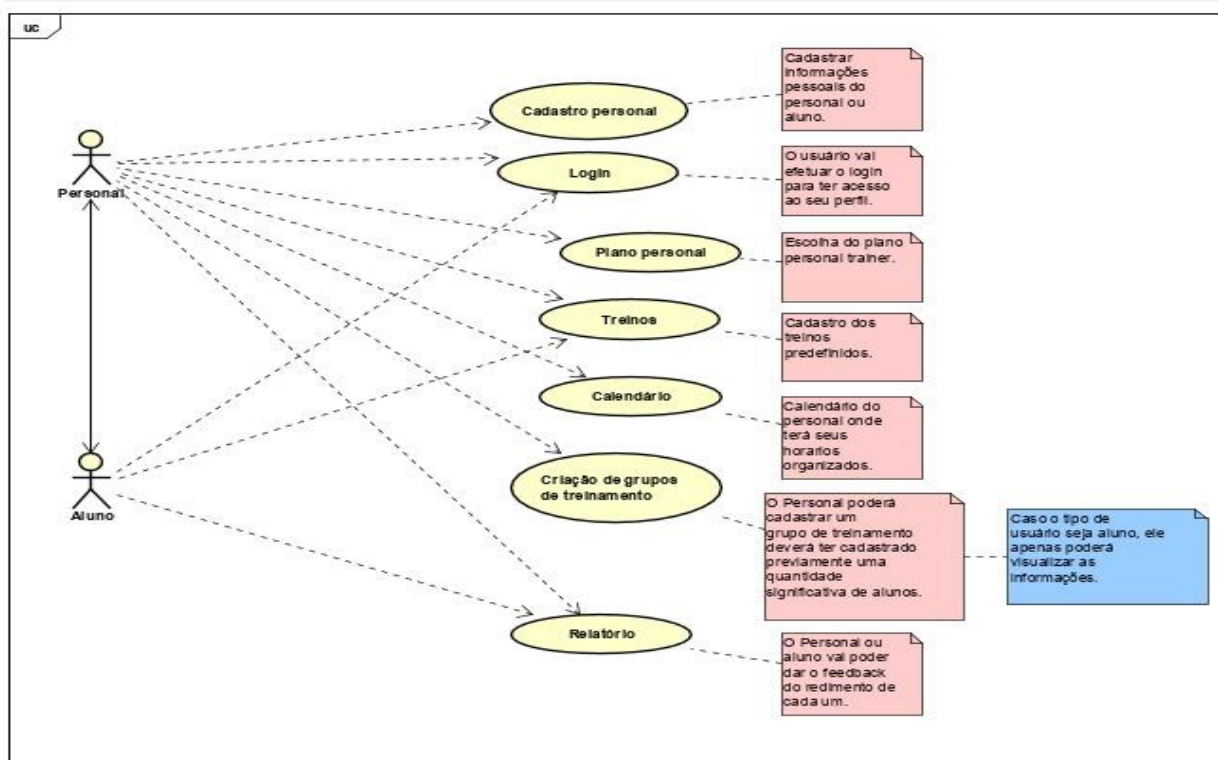 uc
Cadastrar
informações
pessoais do
personal ou
aluno.
Cadastro personal
Personal
Login
O usuário vai
efetuar o login
para ter acesso
ao seu perfil.
Plano personal
Escolha do plano
personal trainer.
Treinos
Cadastro dos
treinos
predefinidos.
Calendário
Calendário do
personal onde
terá seus
horarios
organizados.
Aluno
Criação de grupos
de treinamento
O Personal poderá
cadastrar um
grupo de treinamento
deverá ter cadastrado
previamente uma
quantidade
significativa de alunos.
Caso o tipo de
usuário seja aluno, ele
apenas poderá
visualizar as
informações.
Relatório
O Personal ou
aluno vai poder
dar o feedback
do redimento de
cada um.